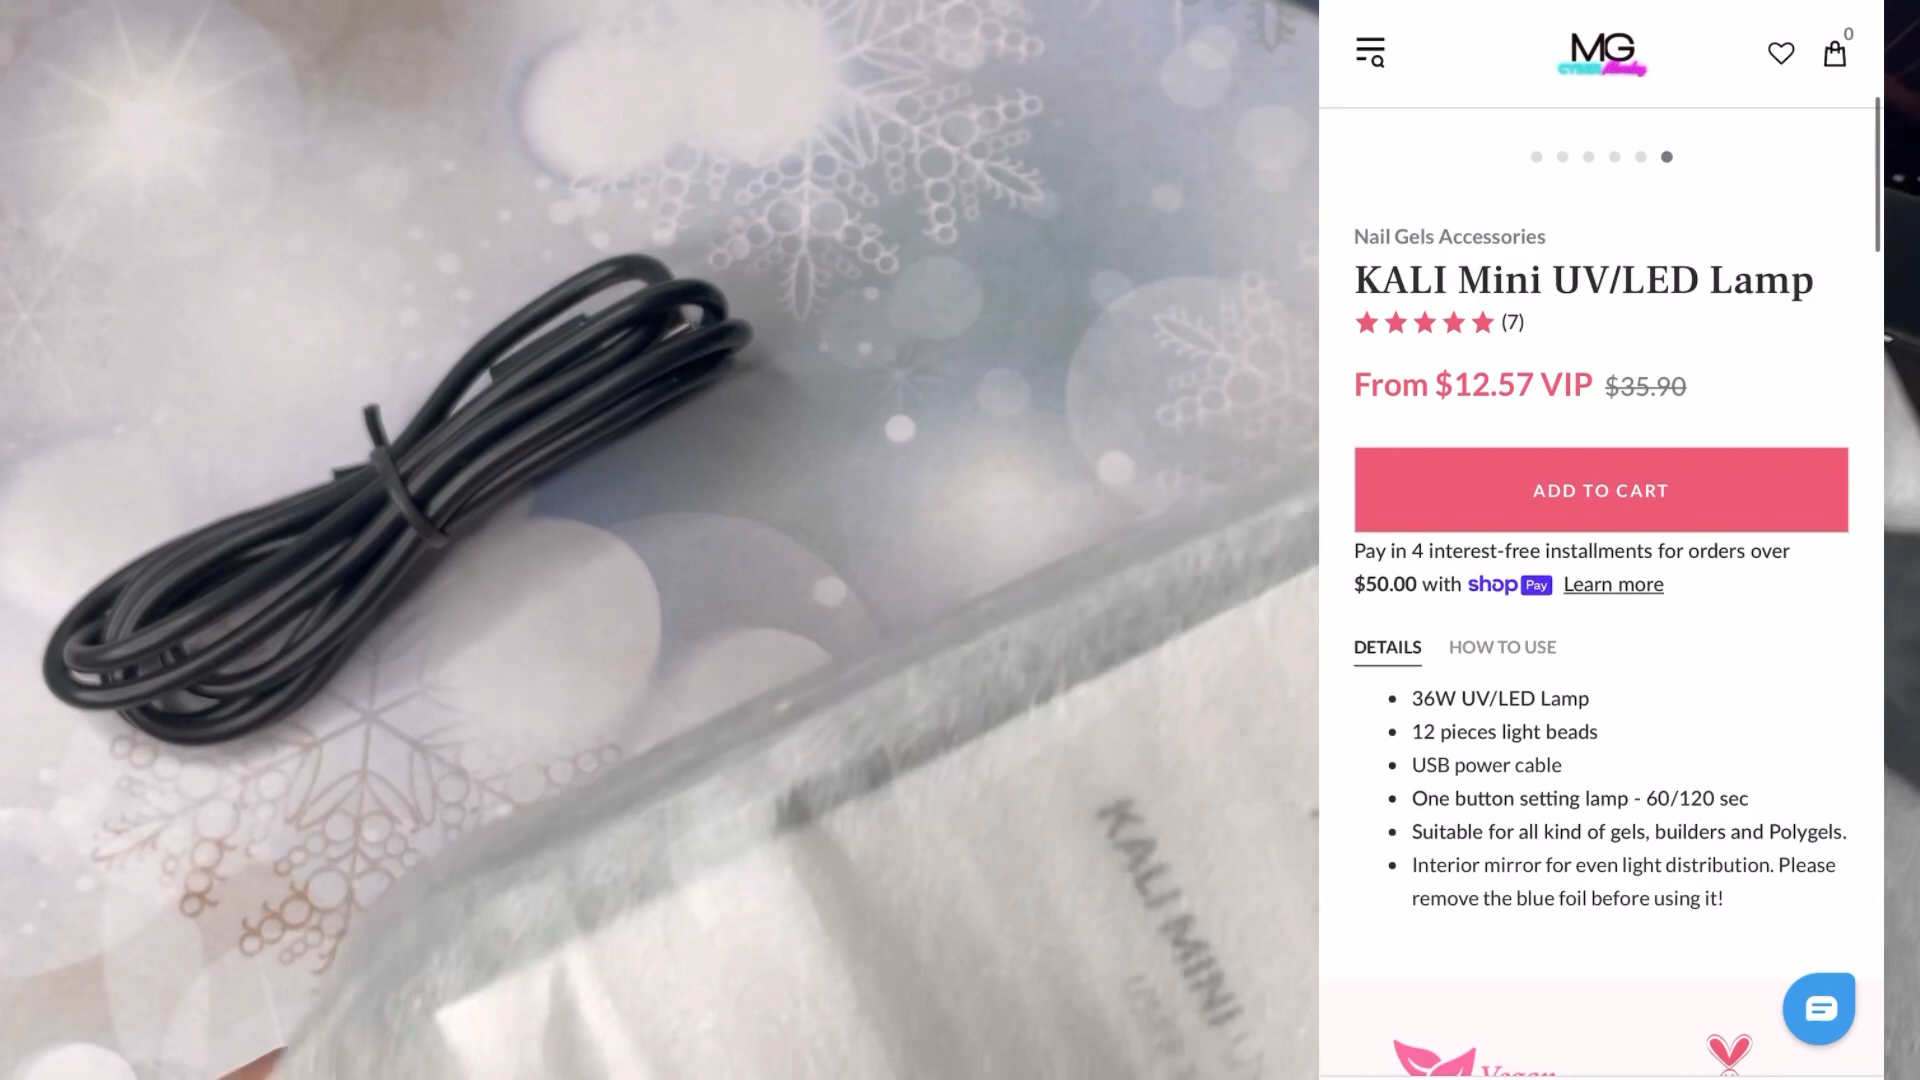 MG
CYBER Monday
0
Nail Gels Accessories
KALI Mini UV/LED Lamp
(7)
From $12.57 VIP $35.90
ADD TO CART
Pay in 4 interest-free installments for orders over
$50.00 with shop Pay Learn more
DETAILS HOW TO USE
36W UV/LED Lamp
12 pieces light beads
USB power cable
One button setting lamp - 60/120 sec
Suitable for all kind of gels, builders and Polygels.
Interior mirror for even light distribution. Please
remove the blue foil before using it!
Vegan
KALI MINI